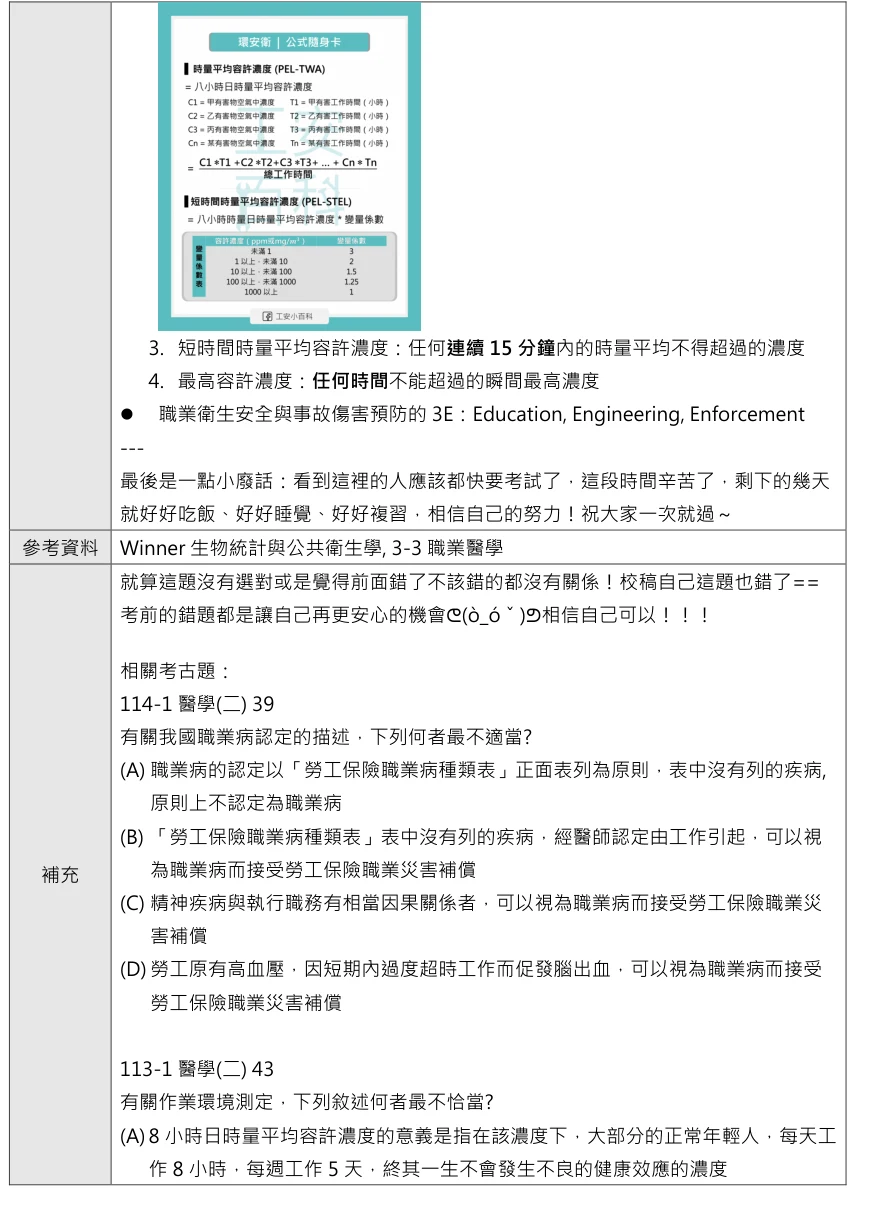 環安衛 | 公式隨身卡
時量平均容許濃度 (PEL-TWA)
= 八小時日時量平均容許濃度
C1 = 甲有害物空氣中濃度 T1 = 甲有害工作時間 ( 小時 )
C2 = 乙有害物空氣中濃度 T2 = 乙有害工作時間 ( 小時 )
C3 = 丙有害物空氣中濃度 T3 = 丙有害工作時間 ( 小時 )
Cn = 某有害物空氣中濃度 Tn = 某有害工作時間 ( 小時 )
= C1 *T1 +C2 *T2+C3 *T3+ ... + Cn * Tn
總工作時間
工安百科
短時間時量平均容許濃度 (PEL-STEL)
= 八小時時量日時量平均容許濃度 * 變量係數
變量係數表
容許濃度 ( ppm或mg/m³ ) 變量係數
未滿 1 3
1 以上，未滿 10 2
10 以上，未滿 100 1.5
100 以上，未滿 1000 1.25
1000 以上 1
工安小百科
3. 短時間時量平均容許濃度：任何連續 15 分鐘內的時量平均不得超過的濃度
4. 最高容許濃度：任何時間不能超過的瞬間最高濃度
● 職業衛生安全與事故傷害預防的 3E：Education, Engineering, Enforcement
---
最後是一點小廢話：看到這裡的人應該都快要考試了，這段時間辛苦了，剩下的幾天
就好好吃飯、好好睡覺、好好複習，相信自己的努力！祝大家一次就過～
參考資料 Winner 生物統計與公共衛生學, 3-3 職業醫學
補充
就算這題沒有選對或是覺得前面錯了不該錯的都沒有關係！校稿自己這題也錯了==
考前的錯題都是讓自己再更安心的機會ᕦ(ò_óˇ)ᕤ相信自己可以！！！
相關考古題：
114-1 醫學(二) 39
有關我國職業病認定的描述，下列何者最不適當?
(A) 職業病的認定以「勞工保險職業病種類表」正面表列為原則，表中沒有列的疾病,
原則上不認定為職業病
(B) 「勞工保險職業病種類表」表中沒有列的疾病，經醫師認定由工作引起，可以視
為職業病而接受勞工保險職業災害補償
(C) 精神疾病與執行職務有相當因果關係者，可以視為職業病而接受勞工保險職業災
害補償
(D) 勞工原有高血壓，因短期內過度超時工作而促發腦出血，可以視為職業病而接受
勞工保險職業災害補償
113-1 醫學(二) 43
有關作業環境測定，下列敘述何者最不恰當?
(A) 8 小時日時量平均容許濃度的意義是指在該濃度下，大部分的正常年輕人，每天工
作 8 小時，每週工作 5 天，終其一生不會發生不良的健康效應的濃度